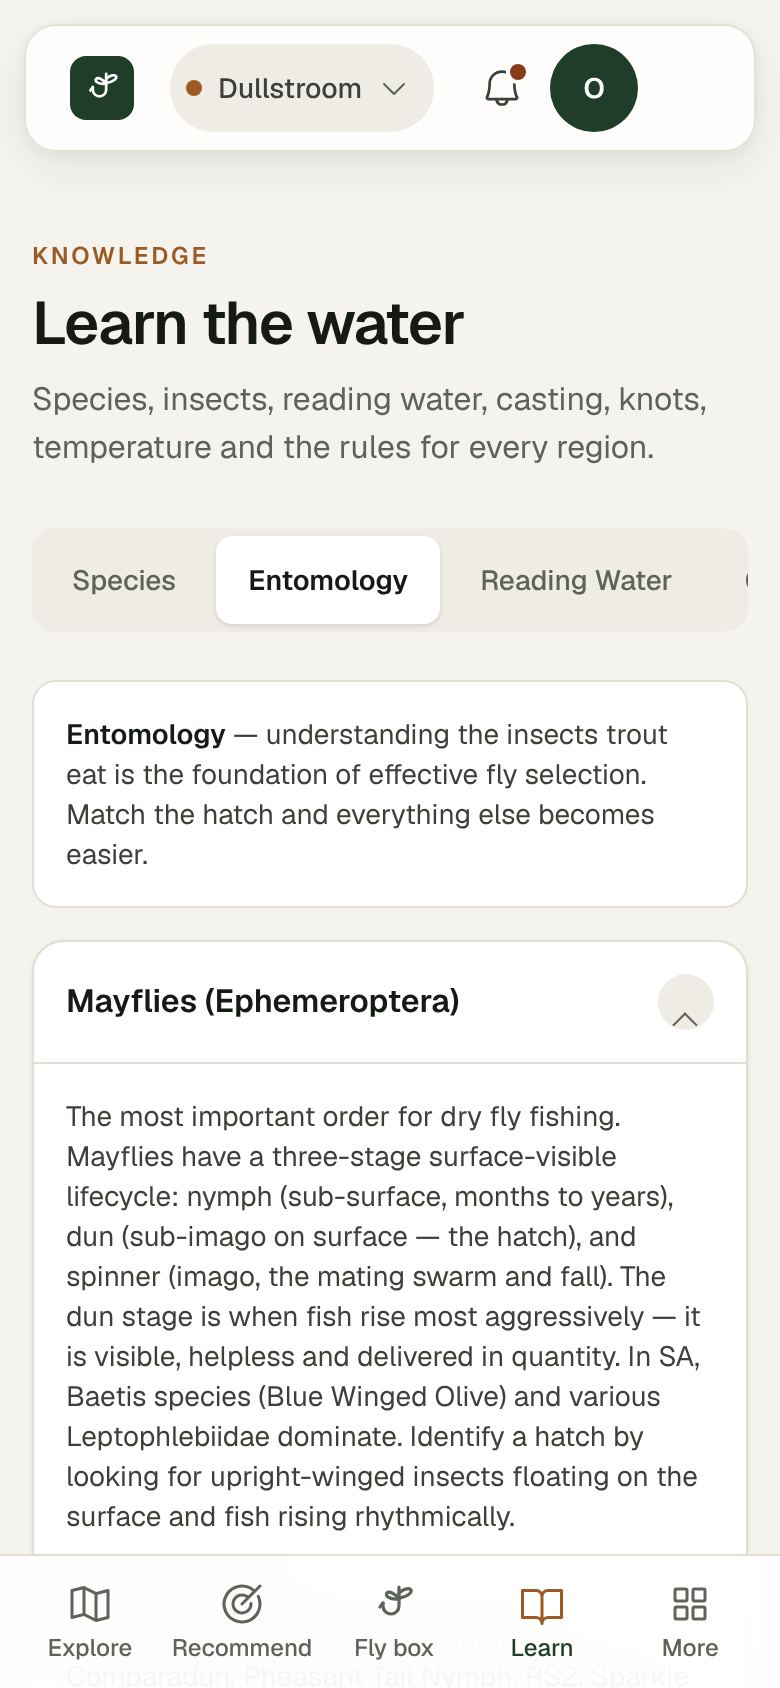 Dullstroom
O
KNOWLEDGE
Learn the water
Species, insects, reading water, casting, knots,
temperature and the rules for every region.
Species
Entomology
Reading Water
Entomology — understanding the insects trout
eat is the foundation of effective fly selection.
Match the hatch and everything else becomes
easier.
Mayflies (Ephemeroptera)
The most important order for dry fly fishing.
Mayflies have a three-stage surface-visible
lifecycle: nymph (sub-surface, months to years),
dun (sub-imago on surface — the hatch), and
spinner (imago, the mating swarm and fall). The
dun stage is when fish rise most aggressively — it
is visible, helpless and delivered in quantity. In SA,
Baetis species (Blue Winged Olive) and various
Leptophlebiidae dominate. Identify a hatch by
looking for upright-winged insects floating on the
surface and fish rising rhythmically.
Explore
Recommend
Fly box
Learn
More
Comparadun, Pheasant Tail Nymph, RS2, Sparkle